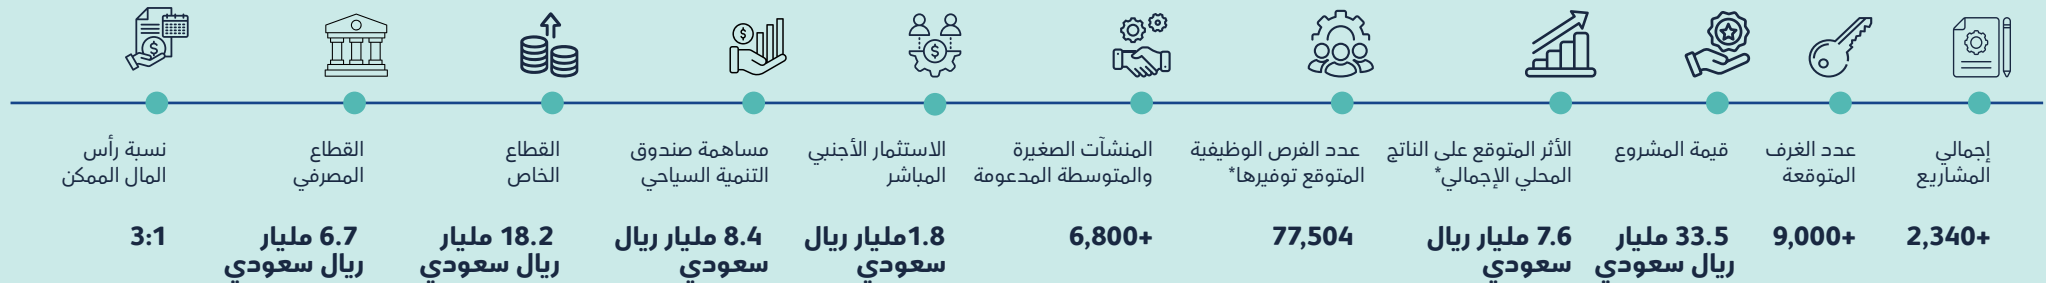 إجمالي
المشاريع
2,340+
عدد الغرف
المتوقعة
9,000+
قيمة المشروع
33.5 مليار
ريال سعودي
الأثر المتوقع على الناتج
المحلي الإجمالي*
7.6 مليار ريال
سعودي
عدد الفرص الوظيفية
المتوقع توفيرها*
77,504
المنشآت الصغيرة
والمتوسطة المدعومة
6,800+
الاستثمار الأجنبي
المباشر
1.8مليار ريال
سعودي
مساهمة صندوق
التنمية السياحي
8.4 مليار ريال
سعودي
القطاع
الخاص
18.2 مليار
ريال سعودي
القطاع
المصرفي
6.7 مليار
ريال سعودي
نسبة رأس
المال الممكن
3:1